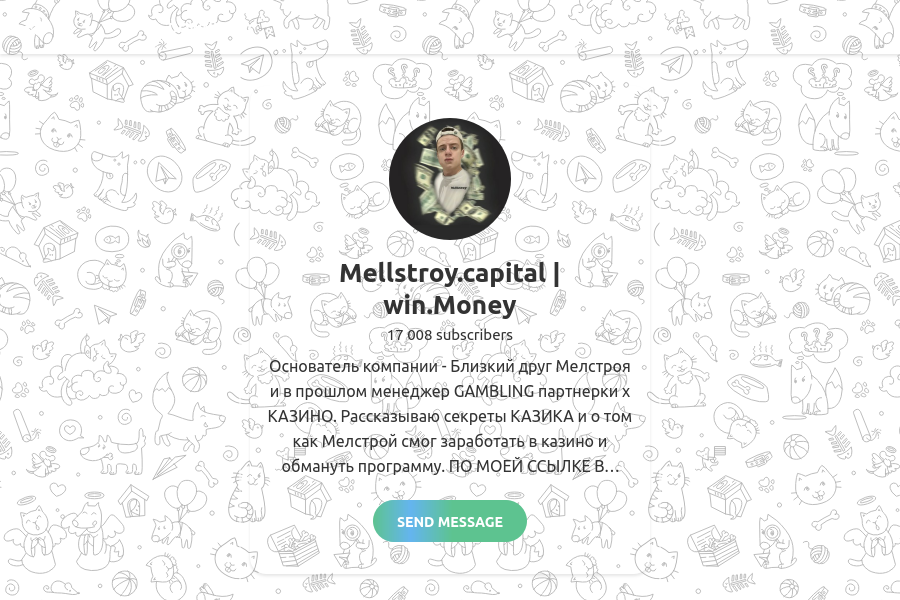 Mellstroy.capital |
win.Money
17 008 subscribers
Основатель компании - Близкий друг Мелстроя
и в прошлом менеджер GAMBLING партнерки х
КАЗИНО. Рассказываю секреты КАЗИКА и о том
как Мелстрой смог заработать в казино и
обмануть программу. ПО МОЕЙ ССЫЛКЕ В…
SEND MESSAGE